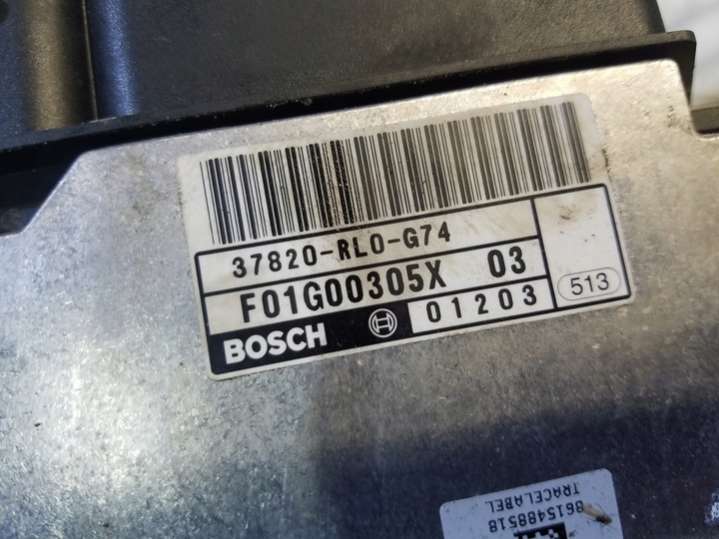 37820-RL0-G74
F01G00305X 03
BOSCH 01203 513
8615488518
TRACELABEL